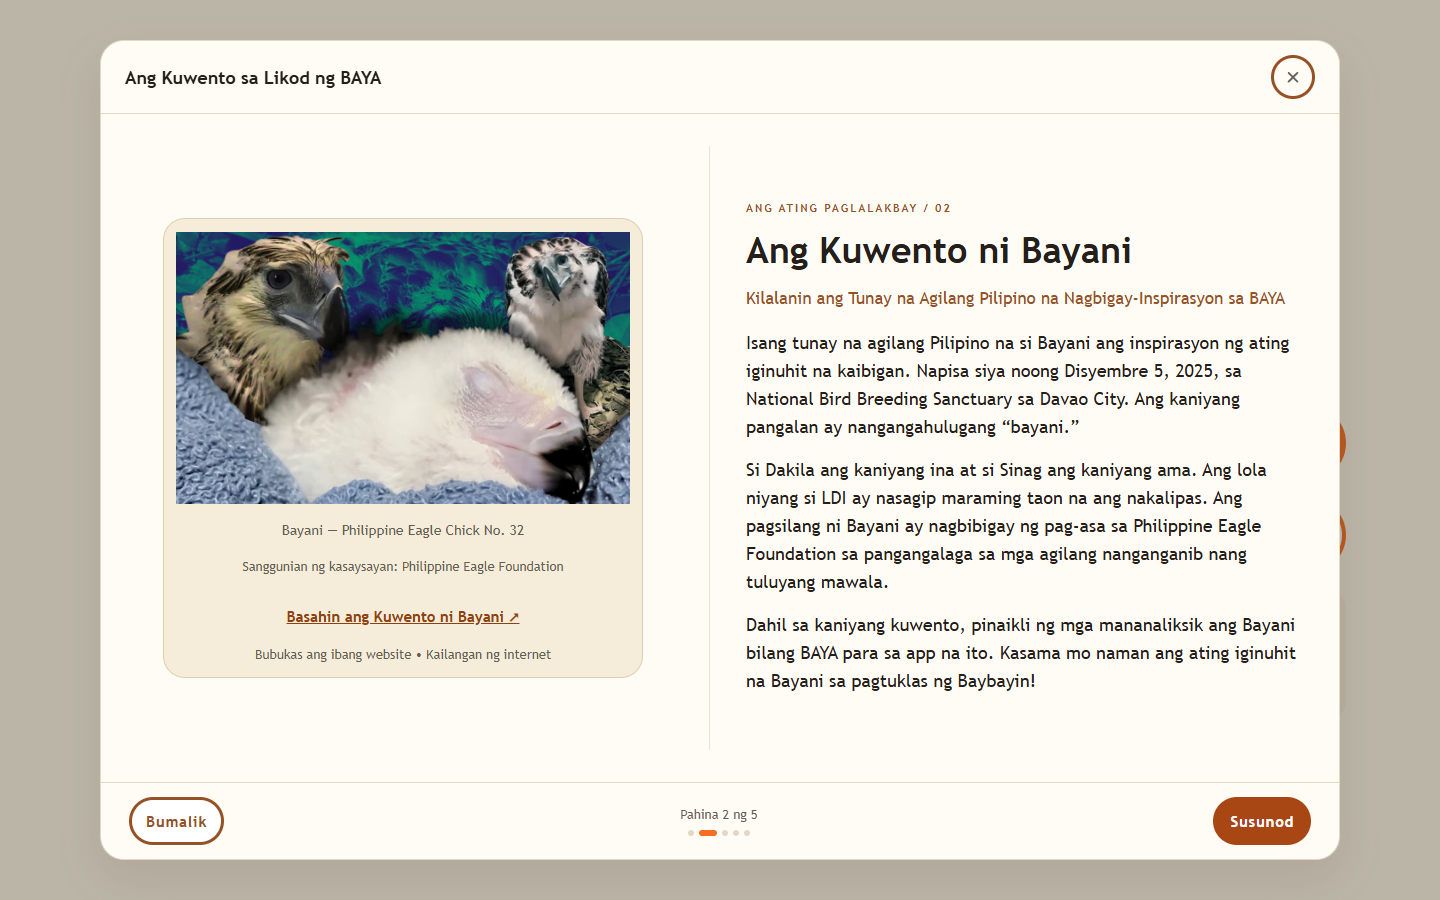 Ang Kuwento sa Likod ng BAYA
✕
Bayani — Philippine Eagle Chick No. 32
Sanggunian ng kasaysayan: Philippine Eagle Foundation
Basahin ang Kuwento ni Bayani ↗
Bubukas ang ibang website • Kailangan ng internet
ANG ATING PAGLALAKBAY / 02
Ang Kuwento ni Bayani
Kilalanin ang Tunay na Agilang Pilipino na Nagbigay-Inspirasyon sa BAYA
Isang tunay na agilang Pilipino na si Bayani ang inspirasyon ng ating
iginuhit na kaibigan. Napisa siya noong Disyembre 5, 2025, sa
National Bird Breeding Sanctuary sa Davao City. Ang kaniyang
pangalan ay nangangahulugang “bayani.”
Si Dakila ang kaniyang ina at si Sinag ang kaniyang ama. Ang lola
niyang si LDI ay nasagip maraming taon na ang nakalipas. Ang
pagsilang ni Bayani ay nagbibigay ng pag-asa sa Philippine Eagle
Foundation sa pangangalaga sa mga agilang nanganganib nang
tuluyang mawala.
Dahil sa kaniyang kuwento, pinaikli ng mga mananaliksik ang Bayani
bilang BAYA para sa app na ito. Kasama mo naman ang ating iginuhit
na Bayani sa pagtuklas ng Baybayin!
Bumalik
Pahina 2 ng 5
Susunod